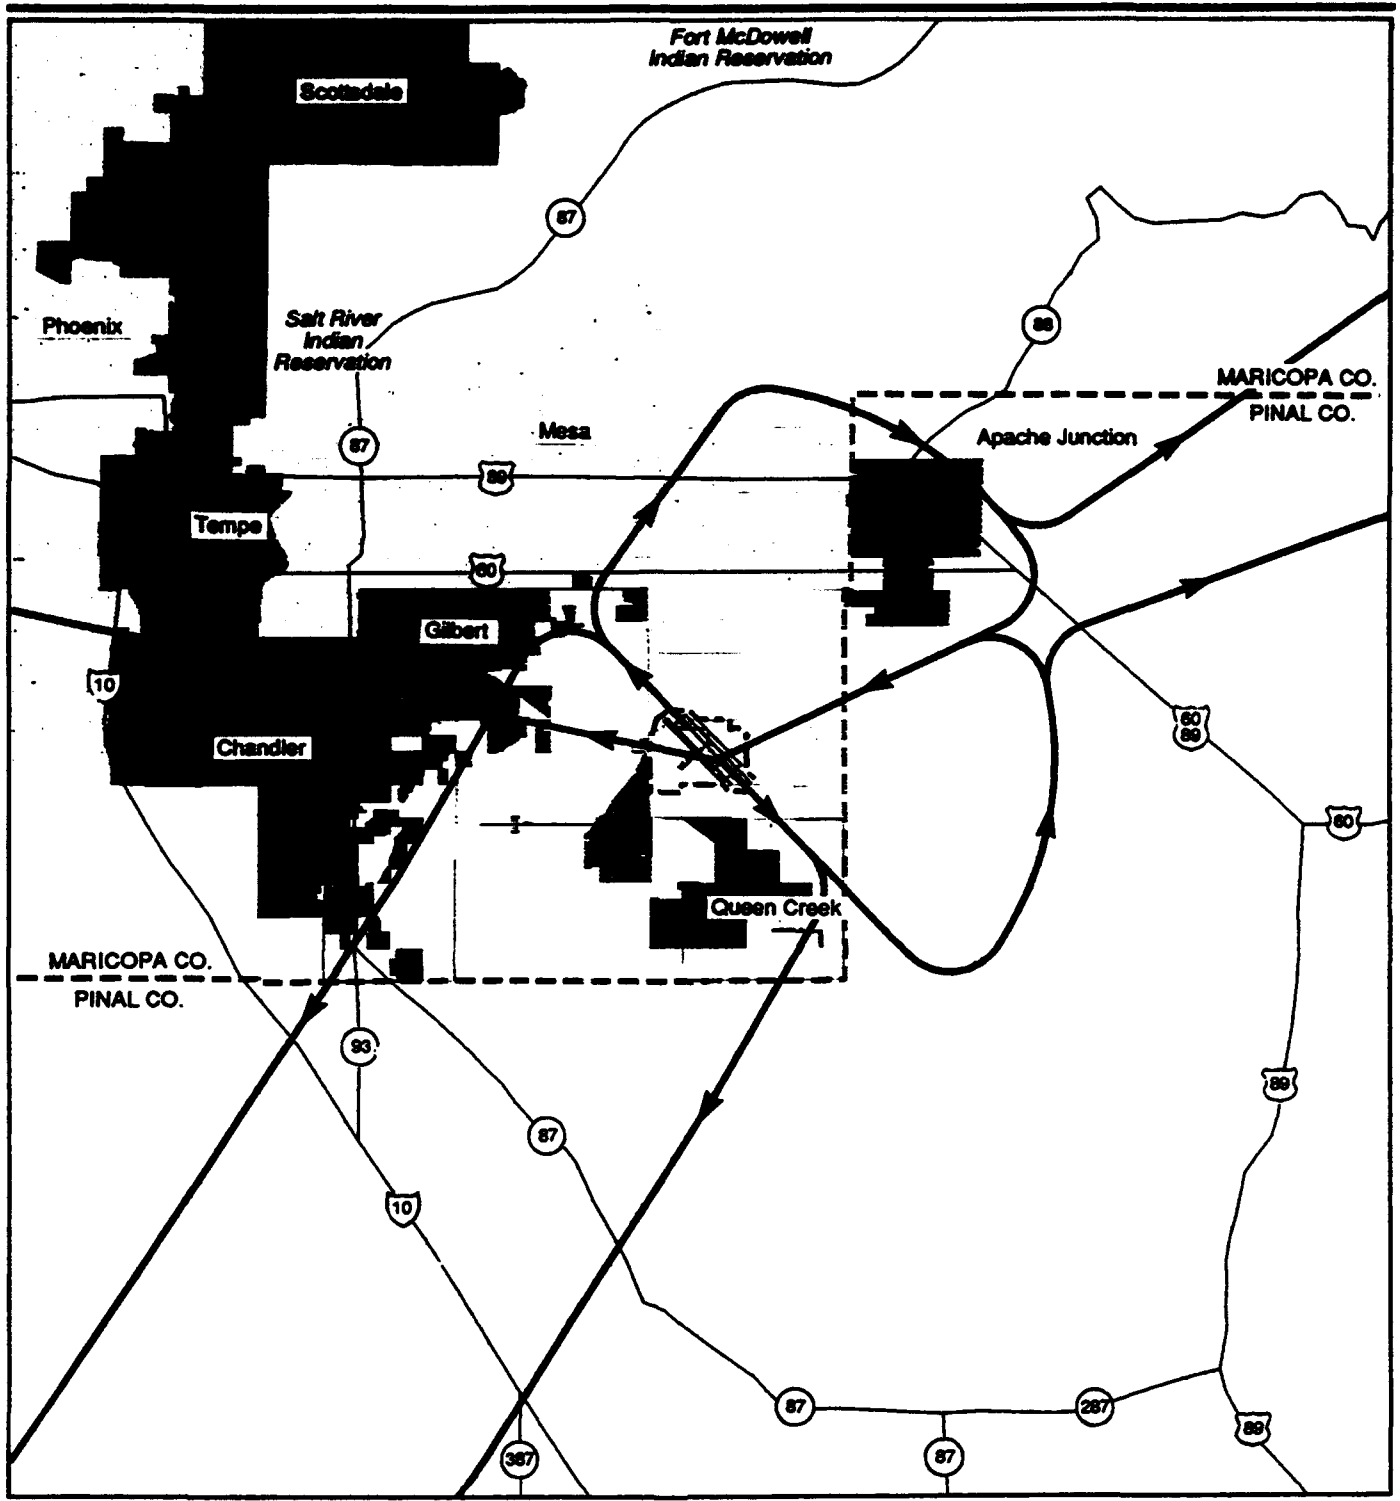 Fort McDowell
Indian Reservation
Scottsdale
87
Phoenix
Salt River
Indian
Reservation
88
MARICOPA CO.
PINAL CO.
87
Mesa
Apache Junction
89
Tempe
60
Gilbert
10
Chandler
60
89
60
Queen Creek
MARICOPA CO.
PINAL CO.
93
89
87
10
87
287
89
387
87